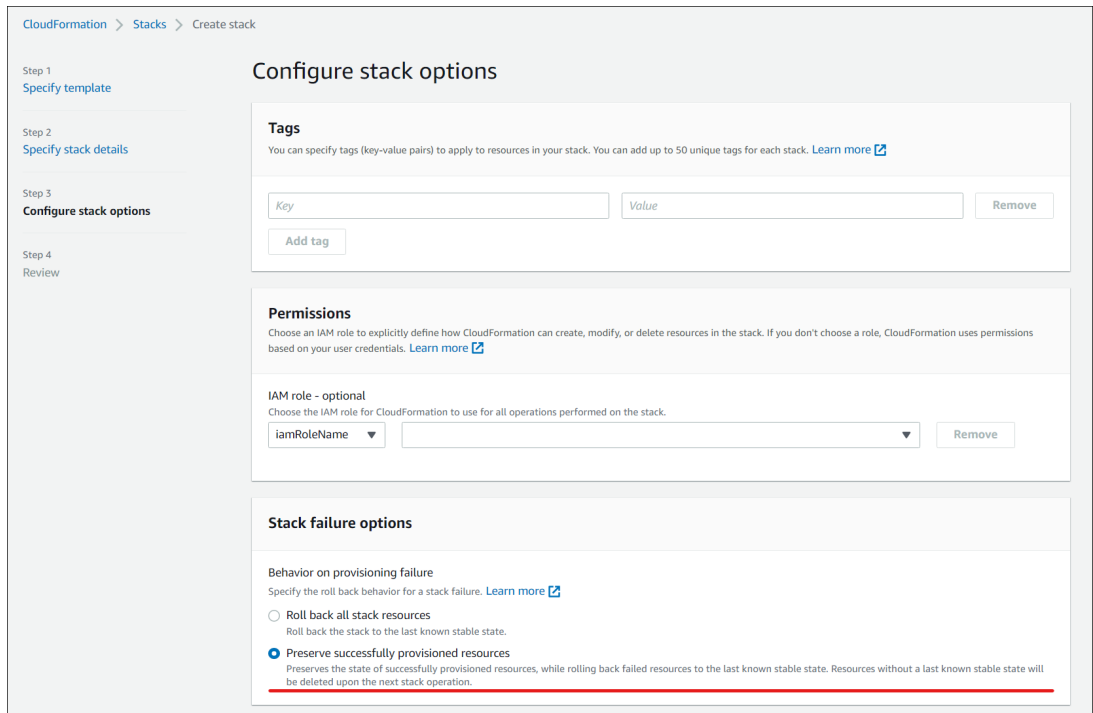 CloudFormation > Stacks > Create stack
Step 1
Specify template
Step 2
Specify stack details
Step 3
Configure stack options
Step 4
Review
Configure stack options
Tags
You can specify tags (key-value pairs) to apply to resources in your stack. You can add up to 50 unique tags for each stack. Learn more
Key Value Remove
Add tag
Permissions
Choose an IAM role to explicitly define how CloudFormation can create, modify, or delete resources in the stack. If you don't choose a role, CloudFormation uses permissions
based on your user credentials. Learn more
IAM role - optional
Choose the IAM role for CloudFormation to use for all operations performed on the stack.
iamRoleName Remove
Stack failure options
Behavior on provisioning failure
Specify the roll back behavior for a stack failure. Learn more
Roll back all stack resources
Roll back the stack to the last known stable state.
Preserve successfully provisioned resources
Preserves the state of successfully provisioned resources, while rolling back failed resources to the last known stable state. Resources without a last known stable state will
be deleted upon the next stack operation.